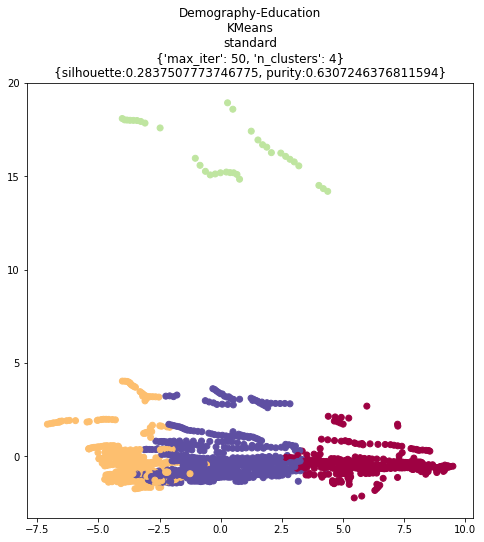 Demography-Education
KMeans
standard
{'max_iter': 50, 'n_clusters': 4}
{silhouette:0.2837507773746775, purity:0.6307246376811594}
20
15
10
5
0
−7.5 −5.0 −2.5 0.0 2.5 5.0 7.5 10.0